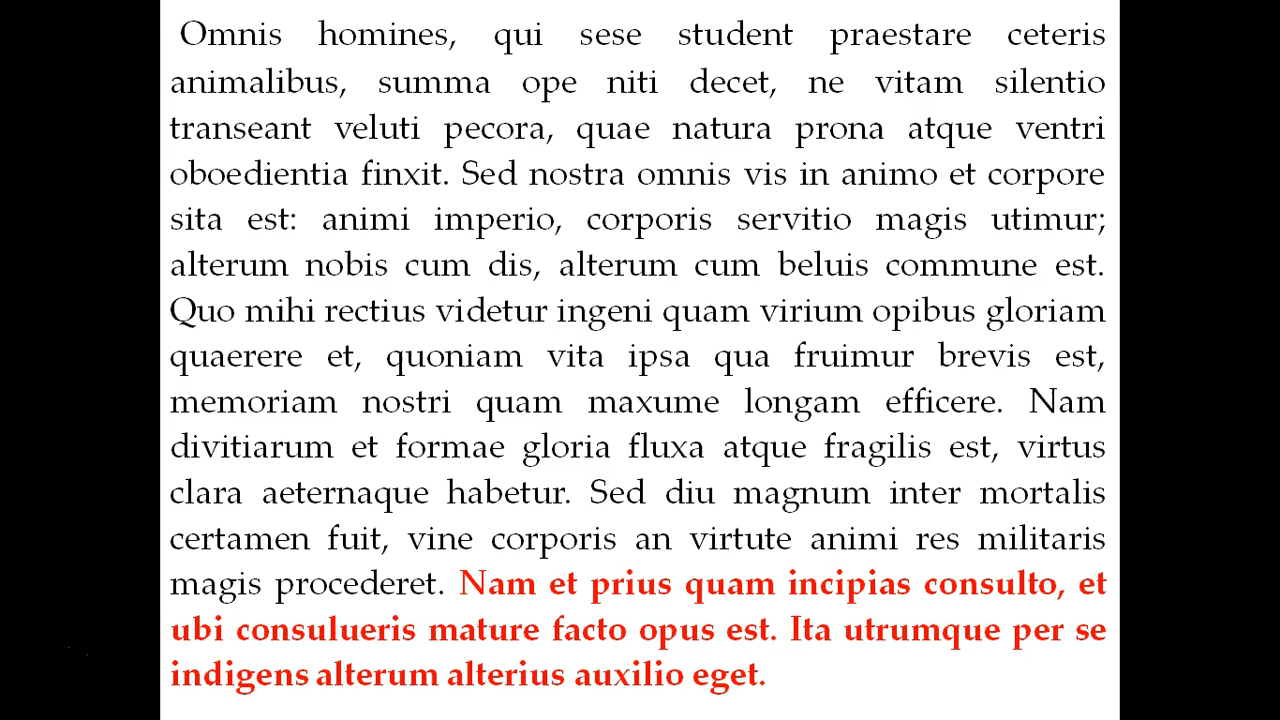 Omnis homines, qui sese student praestare ceteris
animalibus, summa ope niti decet, ne vitam silentio
transeant veluti pecora, quae natura prona atque ventri
oboedientia finxit. Sed nostra omnis vis in animo et corpore
sita est: animi imperio, corporis servitio magis utimur;
alterum nobis cum dis, alterum cum beluis commune est.
Quo mihi rectius videtur ingeni quam virium opibus gloriam
quaerere et, quoniam vita ipsa qua fruimur brevis est,
memoriam nostri quam maxume longam efficere. Nam
divitiarum et formae gloria fluxa atque fragilis est, virtus
clara aeternaque habetur. Sed diu magnum inter mortalis
certamen fuit, vine corporis an virtute animi res militaris
magis procederet. Nam et prius quam incipias consulto, et
ubi consulueris mature facto opus est. Ita utrumque per se
indigens alterum alterius auxilio eget.